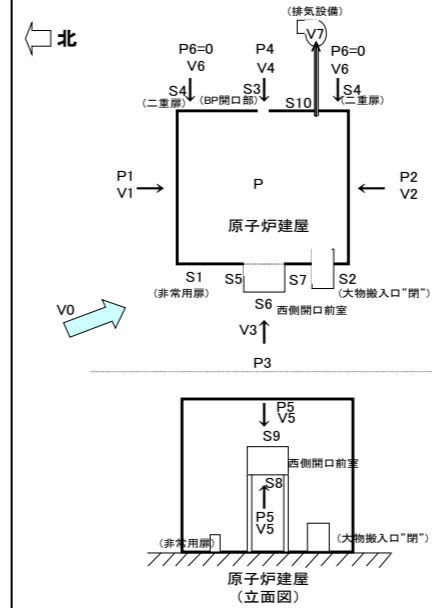 (排気設備)
北
V7
P6=0 P4 P6=0
V6 V4 V6
S4 S3 S4
(二重扉) (BP開口部) S10 (二重扉)
P1 P P2
V1 V2
原子炉建屋
S1 S5 S7 S2
(非常用扉) (大物搬入口"閉")
S6 西側開口前室
V0
V3
P3
P5
V5
S9
西側開口前室
S8
P5
V5
(非常用扉) (大物搬入口"閉")
原子炉建屋
(立面図)